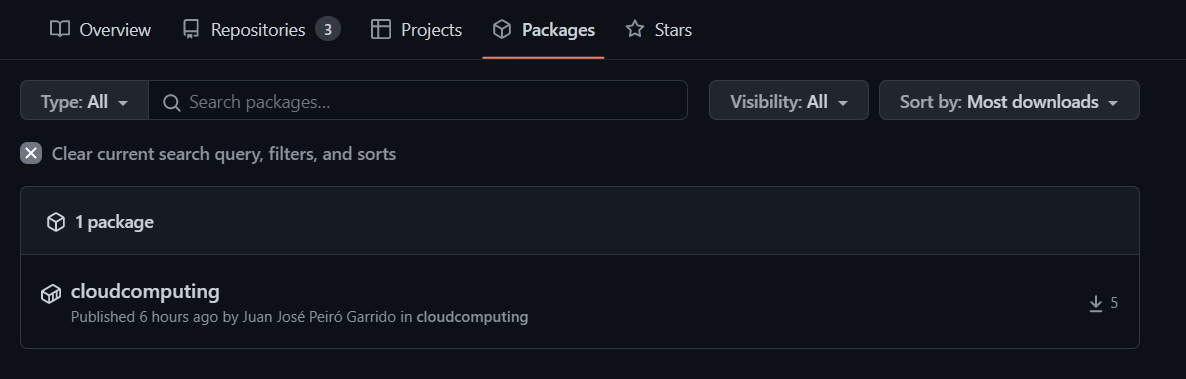 Overview Repositories 3 Projects Packages Stars
Type: All Search packages... Visibility: All Sort by: Most downloads
Clear current search query, filters, and sorts
1 package
cloudcomputing
Published 6 hours ago by Juan José Peiró Garrido in cloudcomputing
5